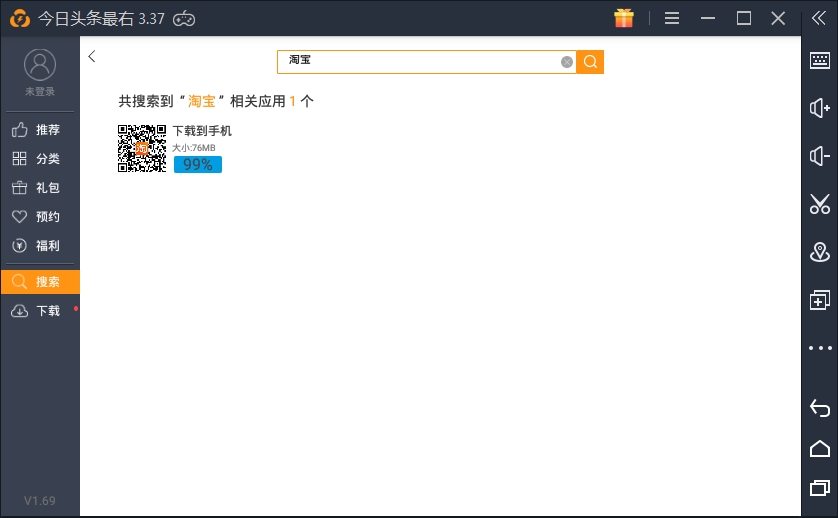 今日头条最右 3.37
未登录
推荐
分类
礼包
预约
福利
搜索
下载
V1.69
淘宝
共搜索到“淘宝”相关应用1个
淘
下载到手机
大小:76MB
99%